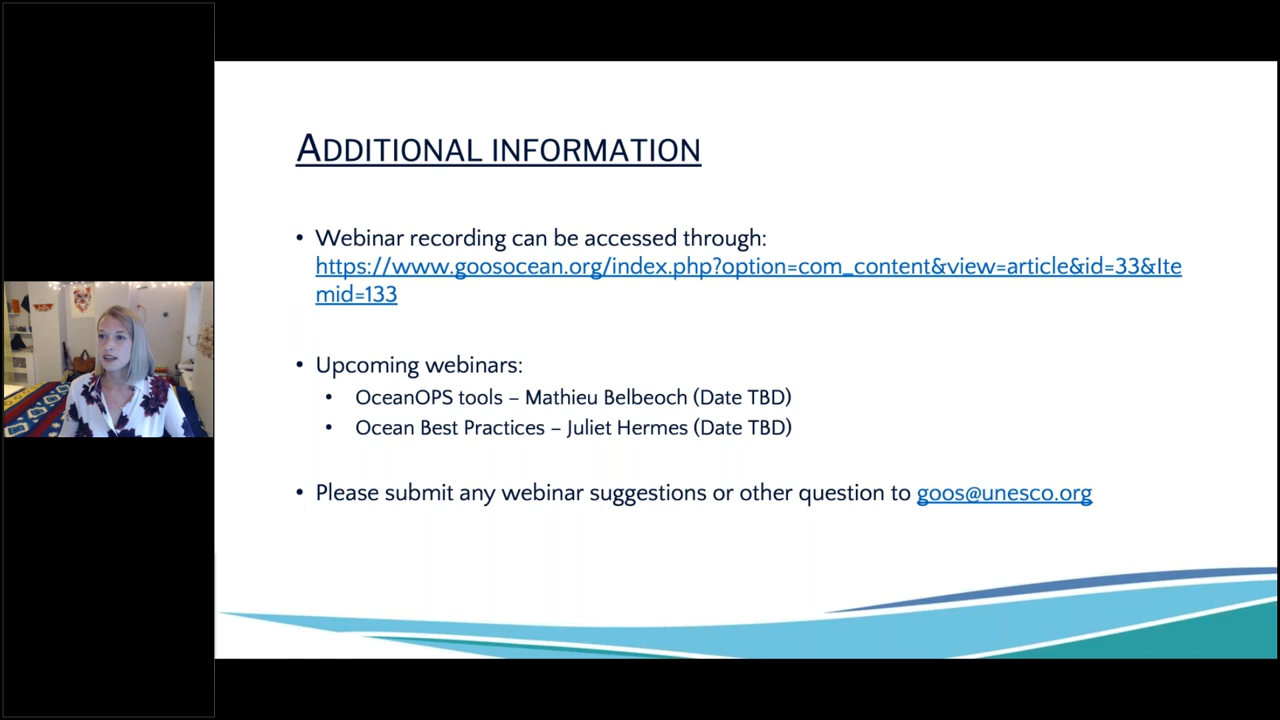 ADDITIONAL INFORMATION
• Webinar recording can be accessed through:
https://www.goosocean.org/index.php?option=com_content&view=article&id=33&Ite
mid=133
• Upcoming webinars:
• OceanOPS tools – Mathieu Belbeoch (Date TBD)
• Ocean Best Practices – Juliet Hermes (Date TBD)
• Please submit any webinar suggestions or other question to goos@unesco.org